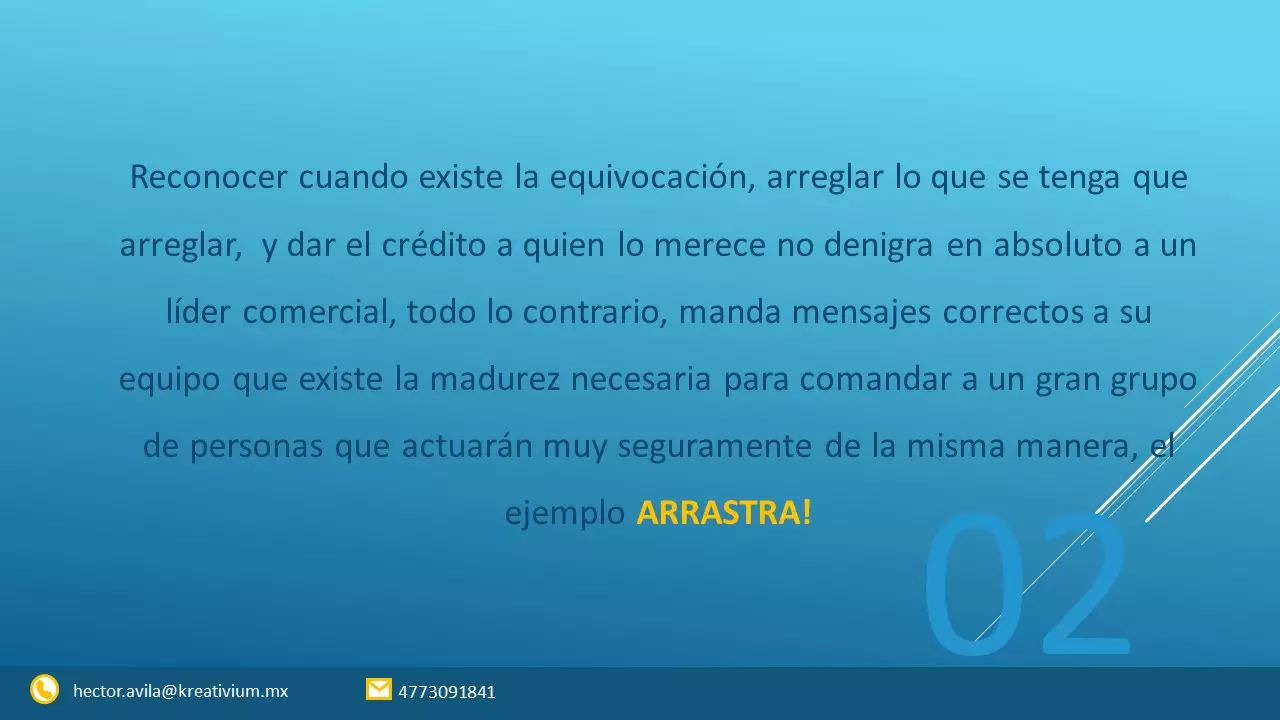 Reconocer cuando existe la equivocación, arreglar lo que se tenga que
arreglar,  y dar el crédito a quien lo merece no denigra en absoluto a un
líder comercial, todo lo contrario, manda mensajes correctos a su
equipo que existe la madurez necesaria para comandar a un gran grupo
de personas que actuarán muy seguramente de la misma manera, el
ejemplo ARRASTRA!
02
hector.avila@kreativium.mx
4773091841